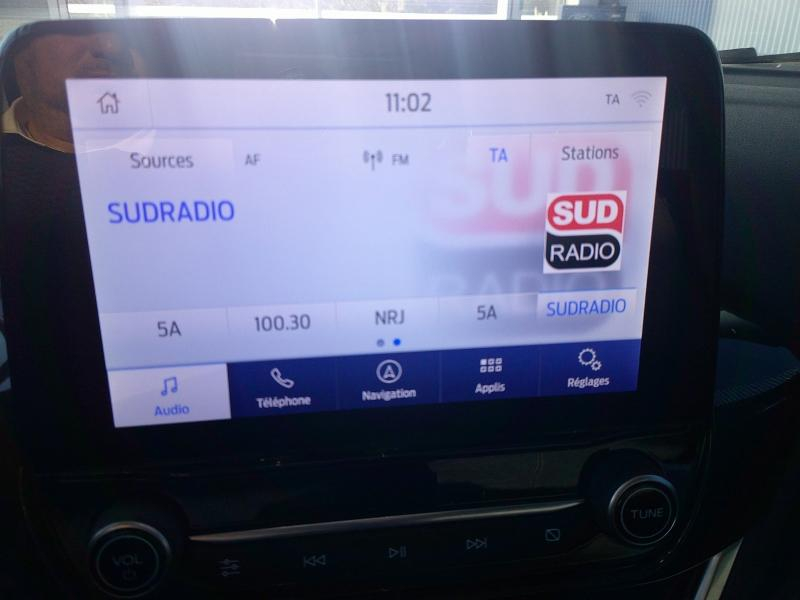 11:02 TA
Sources AF FM TA Stations
SUDRADIO
SUD
RADIO
5A 100.30 NRJ 5A SUDRADIO
Audio Téléphone Navigation Applis Réglages
VOL TUNE